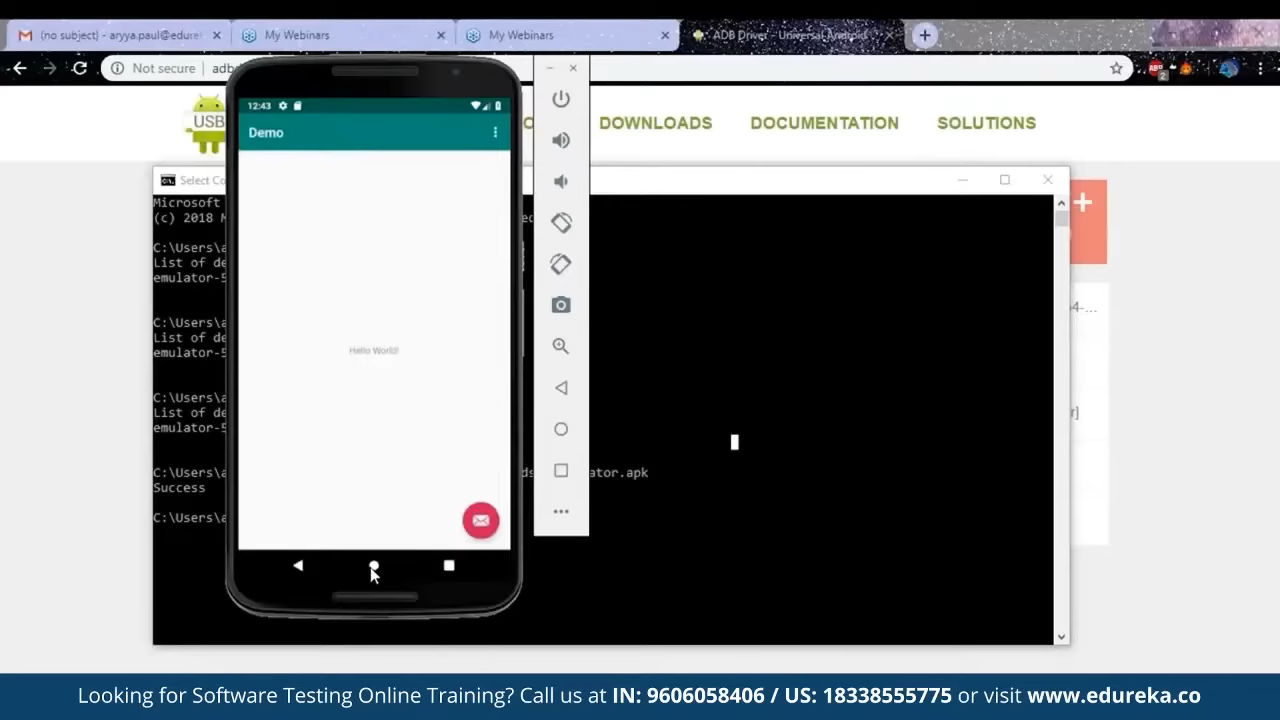 (no subject) - aryya.paul@edure
My Webinars
My Webinars
ADB Driver - Universal Android
Not secure
USB
DOWNLOADS
DOCUMENTATION
SOLUTIONS
12:43
Demo
Hello World!
Microsoft
(c) 2018
C:\Users\a
List of de
emulator-5
C:\Users\a
List of de
emulator-5
C:\Users\a
List of de
emulator-5
C:\Users\a ator.apk
Success
C:\Users\a
Looking for Software Testing Online Training? Call us at IN: 9606058406 / US: 18338555775 or visit www.edureka.co